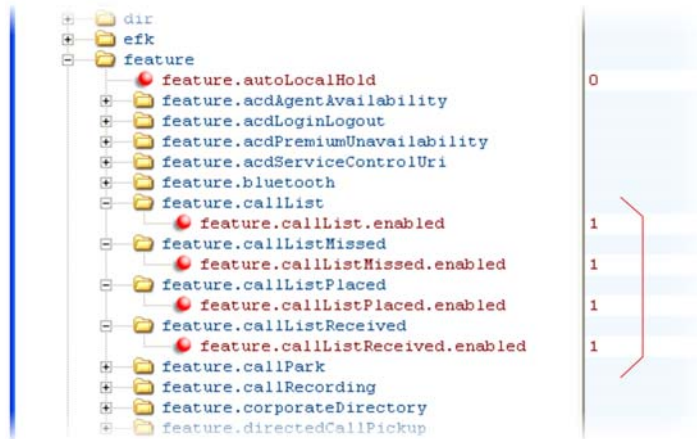 dir
efk
feature
feature.autoLocalHold 0
feature.acdAgentAvailability
feature.acdLoginLogout
feature.acdPremiumUnavailability
feature.acdServiceControlUri
feature.bluetooth
feature.callList
feature.callList.enabled 1
feature.callListMissed
feature.callListMissed.enabled 1
feature.callListPlaced
feature.callListPlaced.enabled 1
feature.callListReceived
feature.callListReceived.enabled 1
feature.callPark
feature.callRecording
feature.corporateDirectory
feature.directedCallPickup